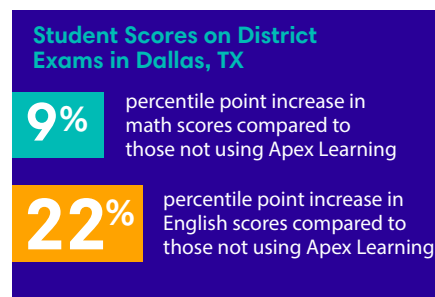 Student Scores on District
Exams in Dallas, TX
9%
percentile point increase in
math scores compared to
those not using Apex Learning
22%
percentile point increase in
English scores compared to
those not using Apex Learning